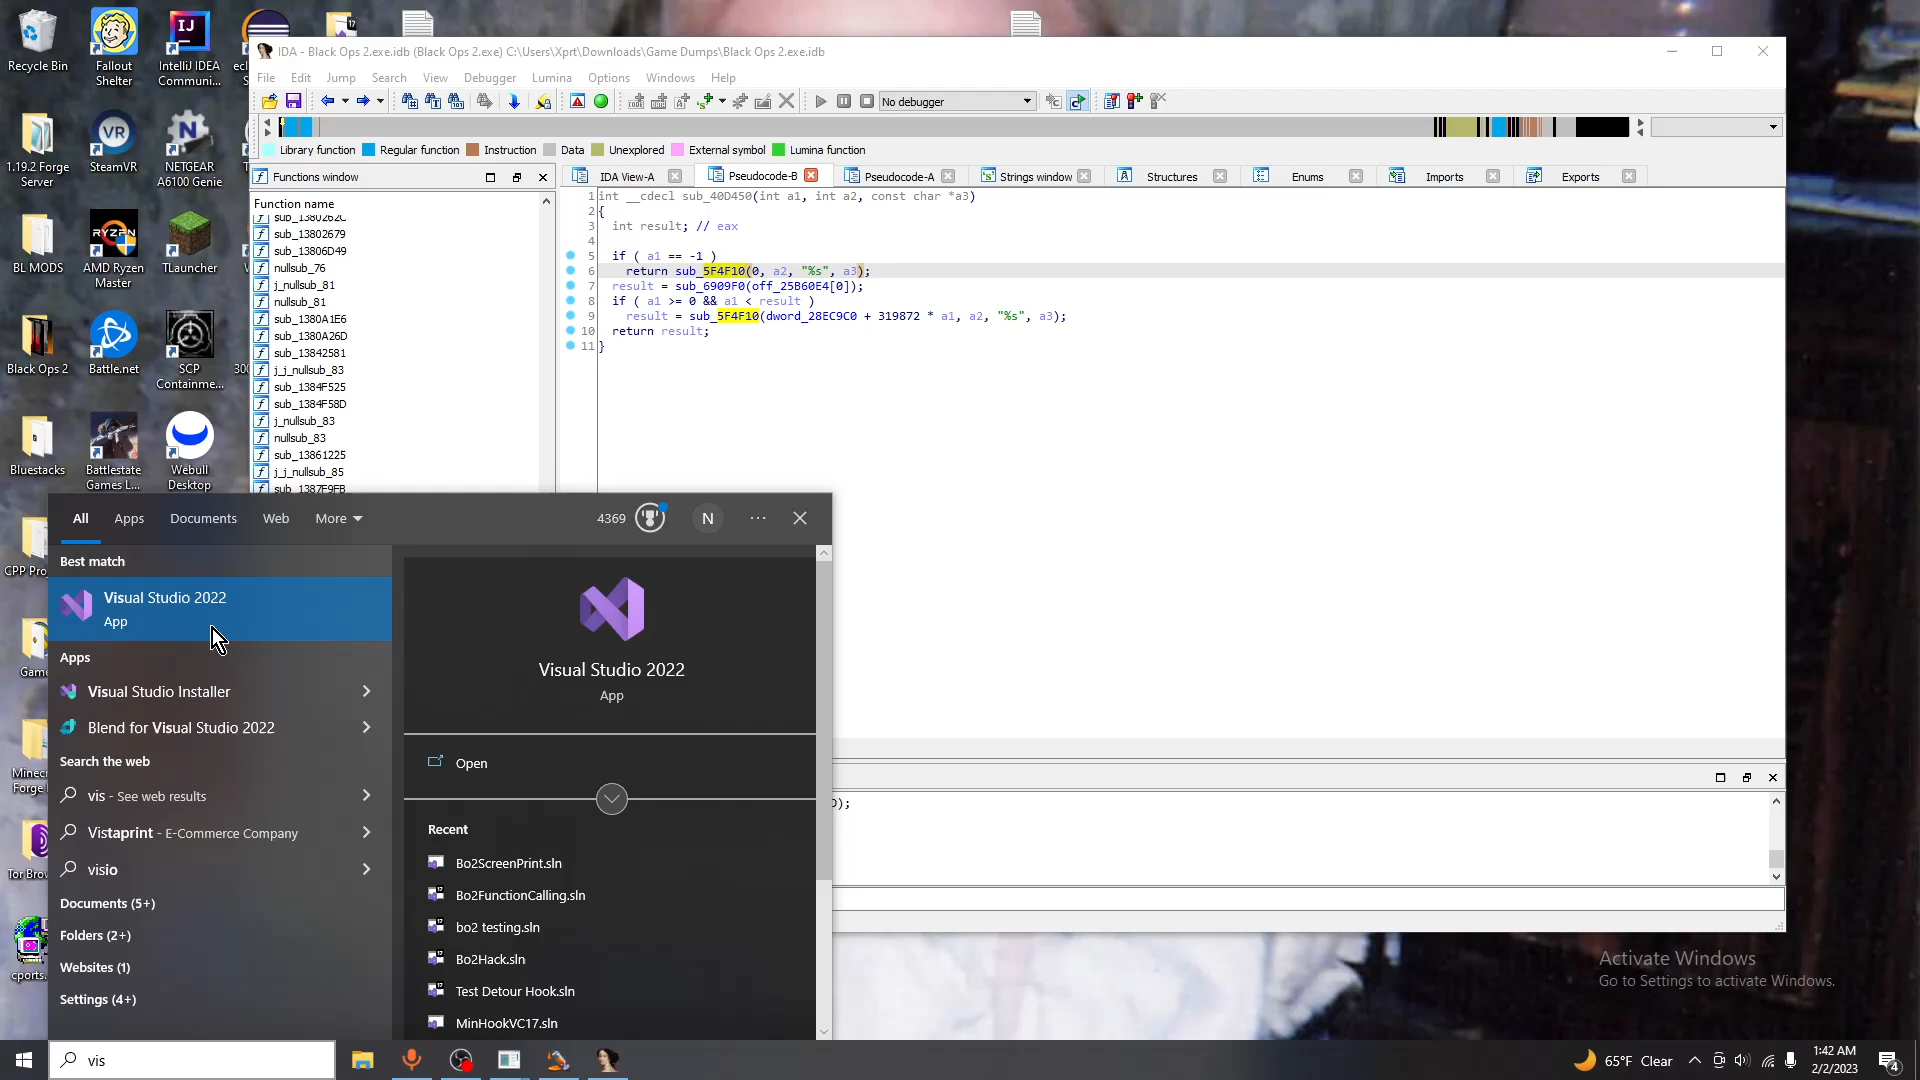 Recycle Bin
Fallout
Shelter
IntelliJ IDEA
Communi...
1.19.2 Forge
Server
SteamVR
NETGEAR
A6100 Genie
BL MODS
AMD Ryzen
Master
TLauncher
Black Ops 2
Battle.net
SCP
Containme...
Bluestacks
Battlestate
Games L...
Webull
Desktop
CPP Pro
Game
Minec
Forge
Tor Brow
cports.
IDA - Black Ops 2.exe.idb (Black Ops 2.exe) C:\Users\Xprt\Downloads\Game Dumps\Black Ops 2.exe.idb
File Edit Jump Search View Debugger Lumina Options Windows Help
No debugger
Library function Regular function Instruction Data Unexplored External symbol Lumina function
Functions window
IDA View-A Pseudocode-B Pseudocode-A Strings window Structures Enums Imports Exports
Function name
sub_1380262C
sub_13802679
sub_13806D49
nullsub_76
j_nullsub_81
nullsub_81
sub_1380A1E6
sub_1380A26D
sub_13842581
j_j_nullsub_83
sub_1384F525
sub_1384F58D
j_nullsub_83
nullsub_83
sub_13861225
j_j_nullsub_85
sub_1387F9FB
1 int __cdecl sub_40D450(int a1, int a2, const char *a3)
2 {
3 int result; // eax
4
5 if ( a1 == -1 )
6 return sub_5F4F10(0, a2, "%s", a3);
7 result = sub_6909F0(off_25B60E4[0]);
8 if ( a1 >= 0 && a1 < result )
9 result = sub_5F4F10(dword_28EC9C0 + 319872 * a1, a2, "%s", a3);
10 return result;
11 }
All Apps Documents Web More 4369 N
Best match
Visual Studio 2022
App
Apps
Visual Studio Installer
Blend for Visual Studio 2022
Search the web
vis - See web results
Vistaprint - E-Commerce Company
visio
Documents (5+)
Folders (2+)
Websites (1)
Settings (4+)
Visual Studio 2022
App
Open
Recent
Bo2ScreenPrint.sln
Bo2FunctionCalling.sln
bo2 testing.sln
Bo2Hack.sln
Test Detour Hook.sln
MinHookVC17.sln
);
Activate Windows
Go to Settings to activate Windows.
vis
65°F Clear
1:42 AM
2/2/2023
4